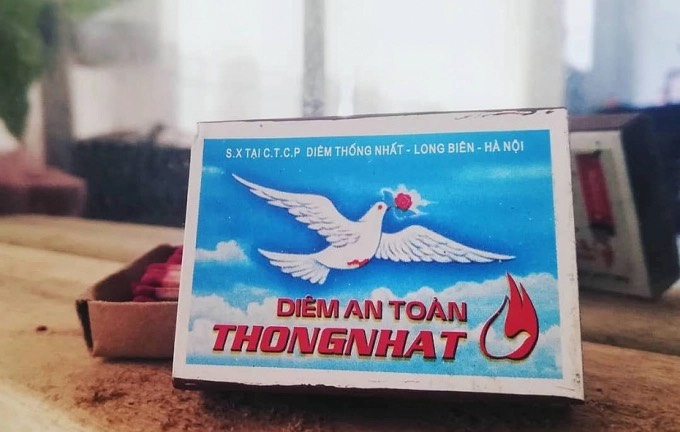 S.X TẠI C.T.C.P DIÊM THỐNG NHẤT - LONG BIÊN - HÀ NỘI
DIÊM AN TOÀN
THONGNHAT